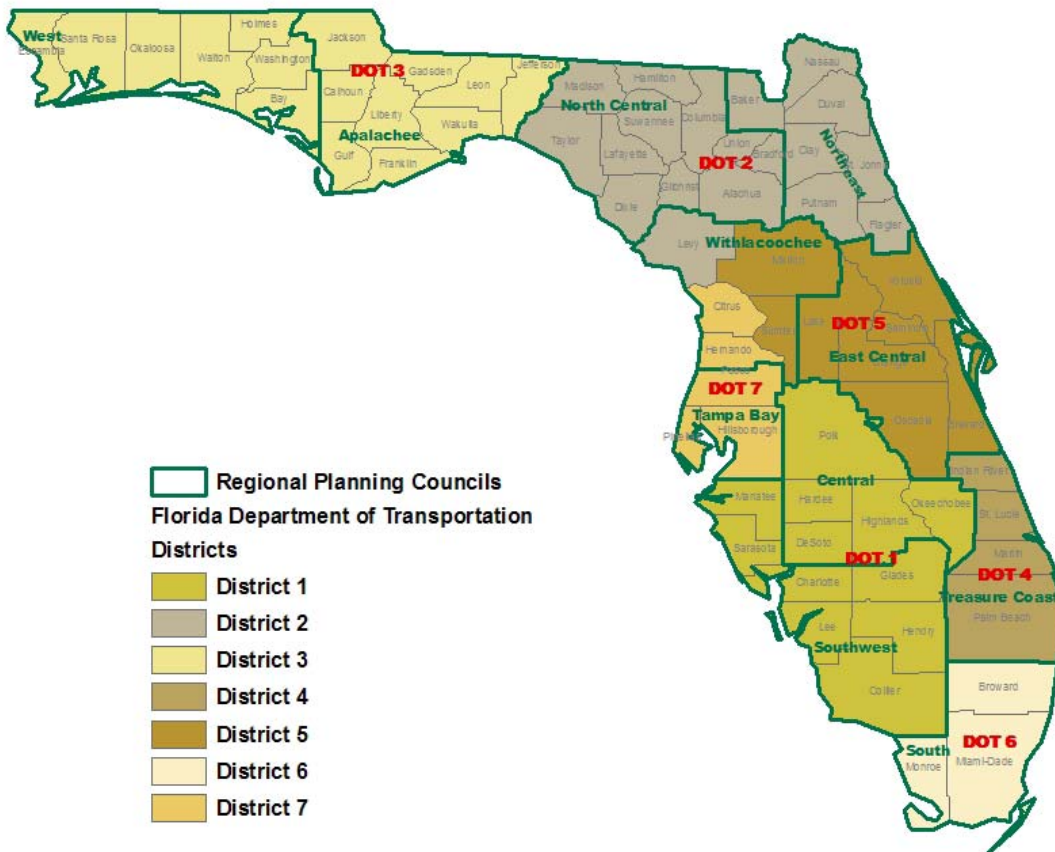 West
Escambia
Santa Rosa
Okaloosa
Walton
Holmes
Washington
Bay
Jackson
DOT 3
Calhoun
Gadsden
Liberty
Leon
Jefferson
Wakulla
Apalachee
Gulf
Franklin
Madison
Hamilton
North Central
Suwannee
Columbia
Taylor
Lafayette
Dixie
Gilchrist
Union
Bradford
DOT 2
Alachua
Baker
Nassau
Duval
Clay
St. Johns
Northeast
Putnam
Flagler
Levy
Withlacoochee
Marion
Citrus
Sumter
Hernando
Pasco
DOT 7
Tampa Bay
Pinellas
Hillsborough
Volusia
Lake
DOT 5
Seminole
Orange
East Central
Osceola
Brevard
Polk
Central
Indian River
Manatee
Hardee
Okeechobee
Highlands
St. Lucie
Sarasota
DeSoto
DOT 1
Martin
Charlotte
Glades
DOT 4
Treasure Coast
Palm Beach
Lee
Hendry
Southwest
Collier
Broward
South
DOT 6
Monroe
Miami-Dade
Regional Planning Councils
Florida Department of Transportation
Districts
District 1
District 2
District 3
District 4
District 5
District 6
District 7